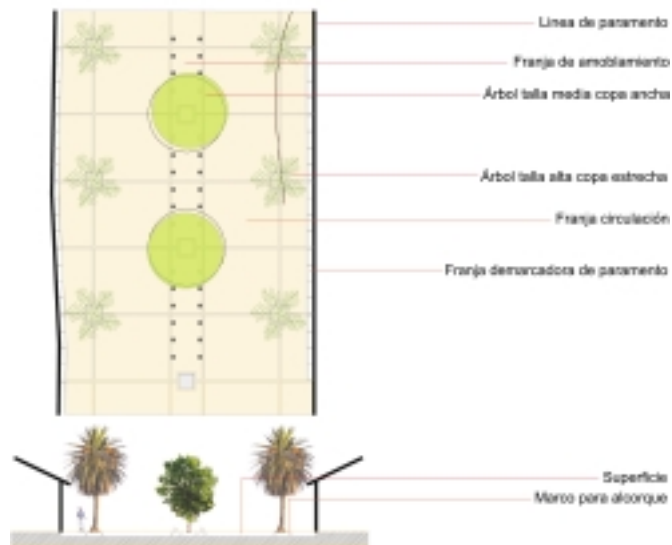 Linea de paramento
Franja de amoblamiento
Árbol talla media copa ancha
Árbol talla alta copa estrecha
Franja circulación
Franja demarcadora de paramento
Superficie
Marco para alcorque